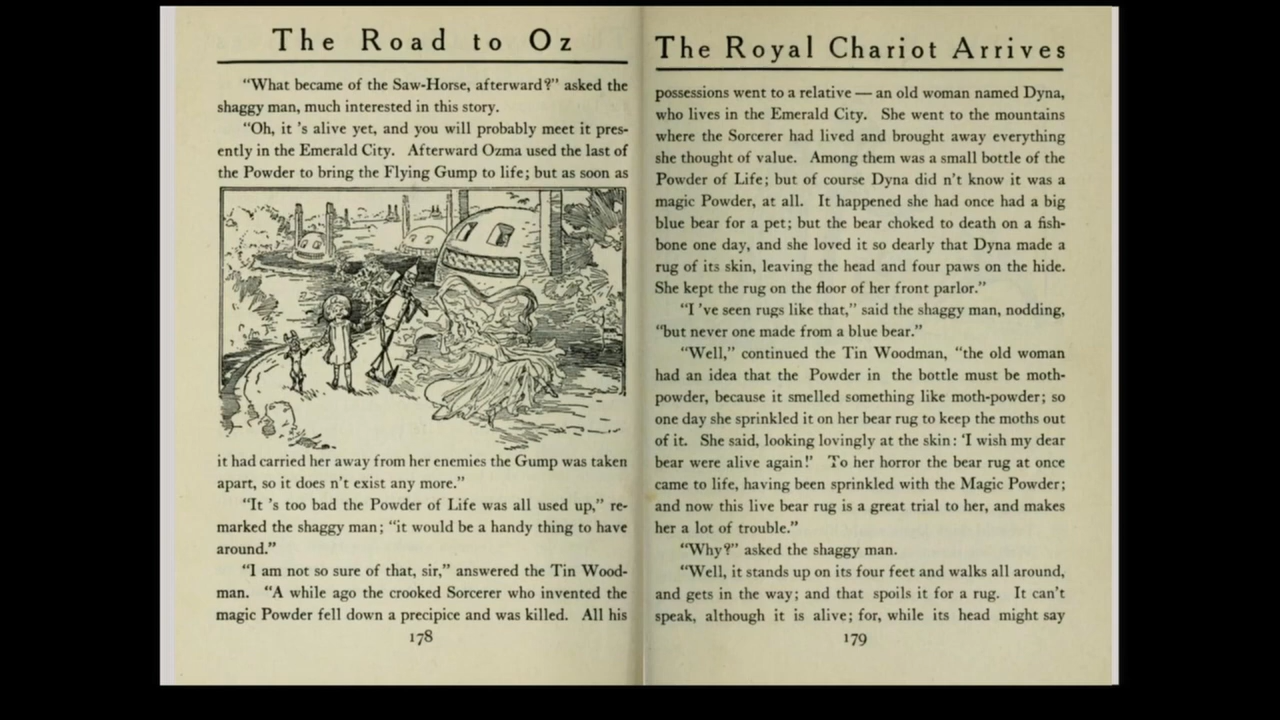 The Road to Oz
"What became of the Saw-Horse, afterward?" asked the
shaggy man, much interested in this story.
"Oh, it 's alive yet, and you will probably meet it pres-
ently in the Emerald City. Afterward Ozma used the last of
the Powder to bring the Flying Gump to life; but as soon as
it had carried her away from her enemies the Gump was taken
apart, so it does n't exist any more."
"It 's too bad the Powder of Life was all used up," re-
marked the shaggy man; "it would be a handy thing to have
around."
"I am not so sure of that, sir," answered the Tin Wood-
man. "A while ago the crooked Sorcerer who invented the
magic Powder fell down a precipice and was killed. All his
178
The Royal Chariot Arrives
possessions went to a relative — an old woman named Dyna,
who lives in the Emerald City. She went to the mountains
where the Sorcerer had lived and brought away everything
she thought of value. Among them was a small bottle of the
Powder of Life; but of course Dyna did n't know it was a
magic Powder, at all. It happened she had once had a big
blue bear for a pet; but the bear choked to death on a fish-
bone one day, and she loved it so dearly that Dyna made a
rug of its skin, leaving the head and four paws on the hide.
She kept the rug on the floor of her front parlor."
"I 've seen rugs like that," said the shaggy man, nodding,
"but never one made from a blue bear."
"Well," continued the Tin Woodman, "the old woman
had an idea that the Powder in the bottle must be moth-
powder, because it smelled something like moth-powder; so
one day she sprinkled it on her bear rug to keep the moths out
of it. She said, looking lovingly at the skin: 'I wish my dear
bear were alive again!' To her horror the bear rug at once
came to life, having been sprinkled with the Magic Powder;
and now this live bear rug is a great trial to her, and makes
her a lot of trouble."
"Why?" asked the shaggy man.
"Well, it stands up on its four feet and walks all around,
and gets in the way; and that spoils it for a rug. It can't
speak, although it is alive; for, while its head might say
179